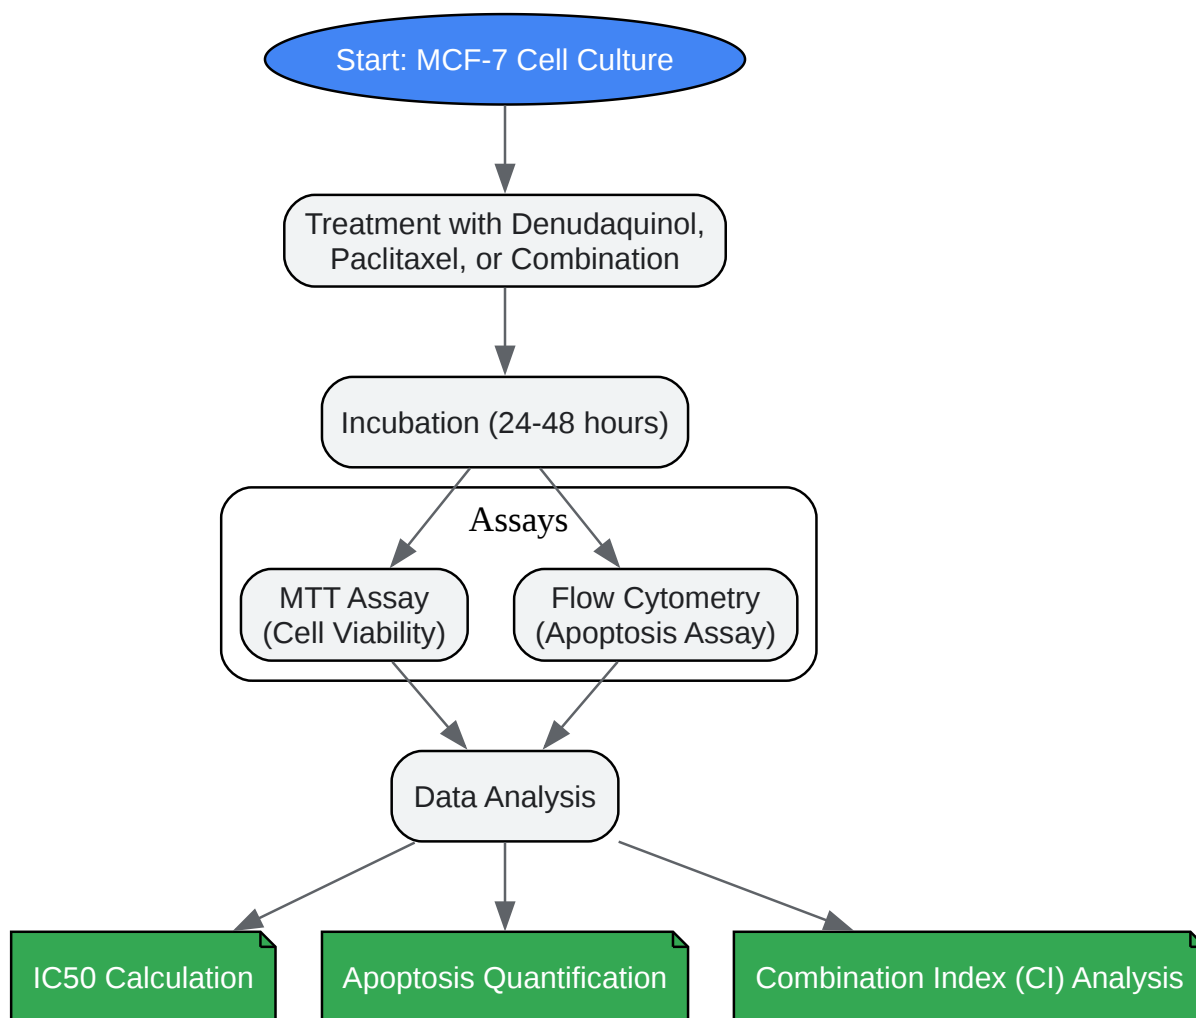 Start: MCF-7 Cell Culture
Treatment with Denudaquinol,
Paclitaxel, or Combination
Incubation (24-48 hours)
Assays
MTT Assay
(Cell Viability)
Flow Cytometry
(Apoptosis Assay)
Data Analysis
IC50 Calculation
Apoptosis Quantification
Combination Index (CI) Analysis